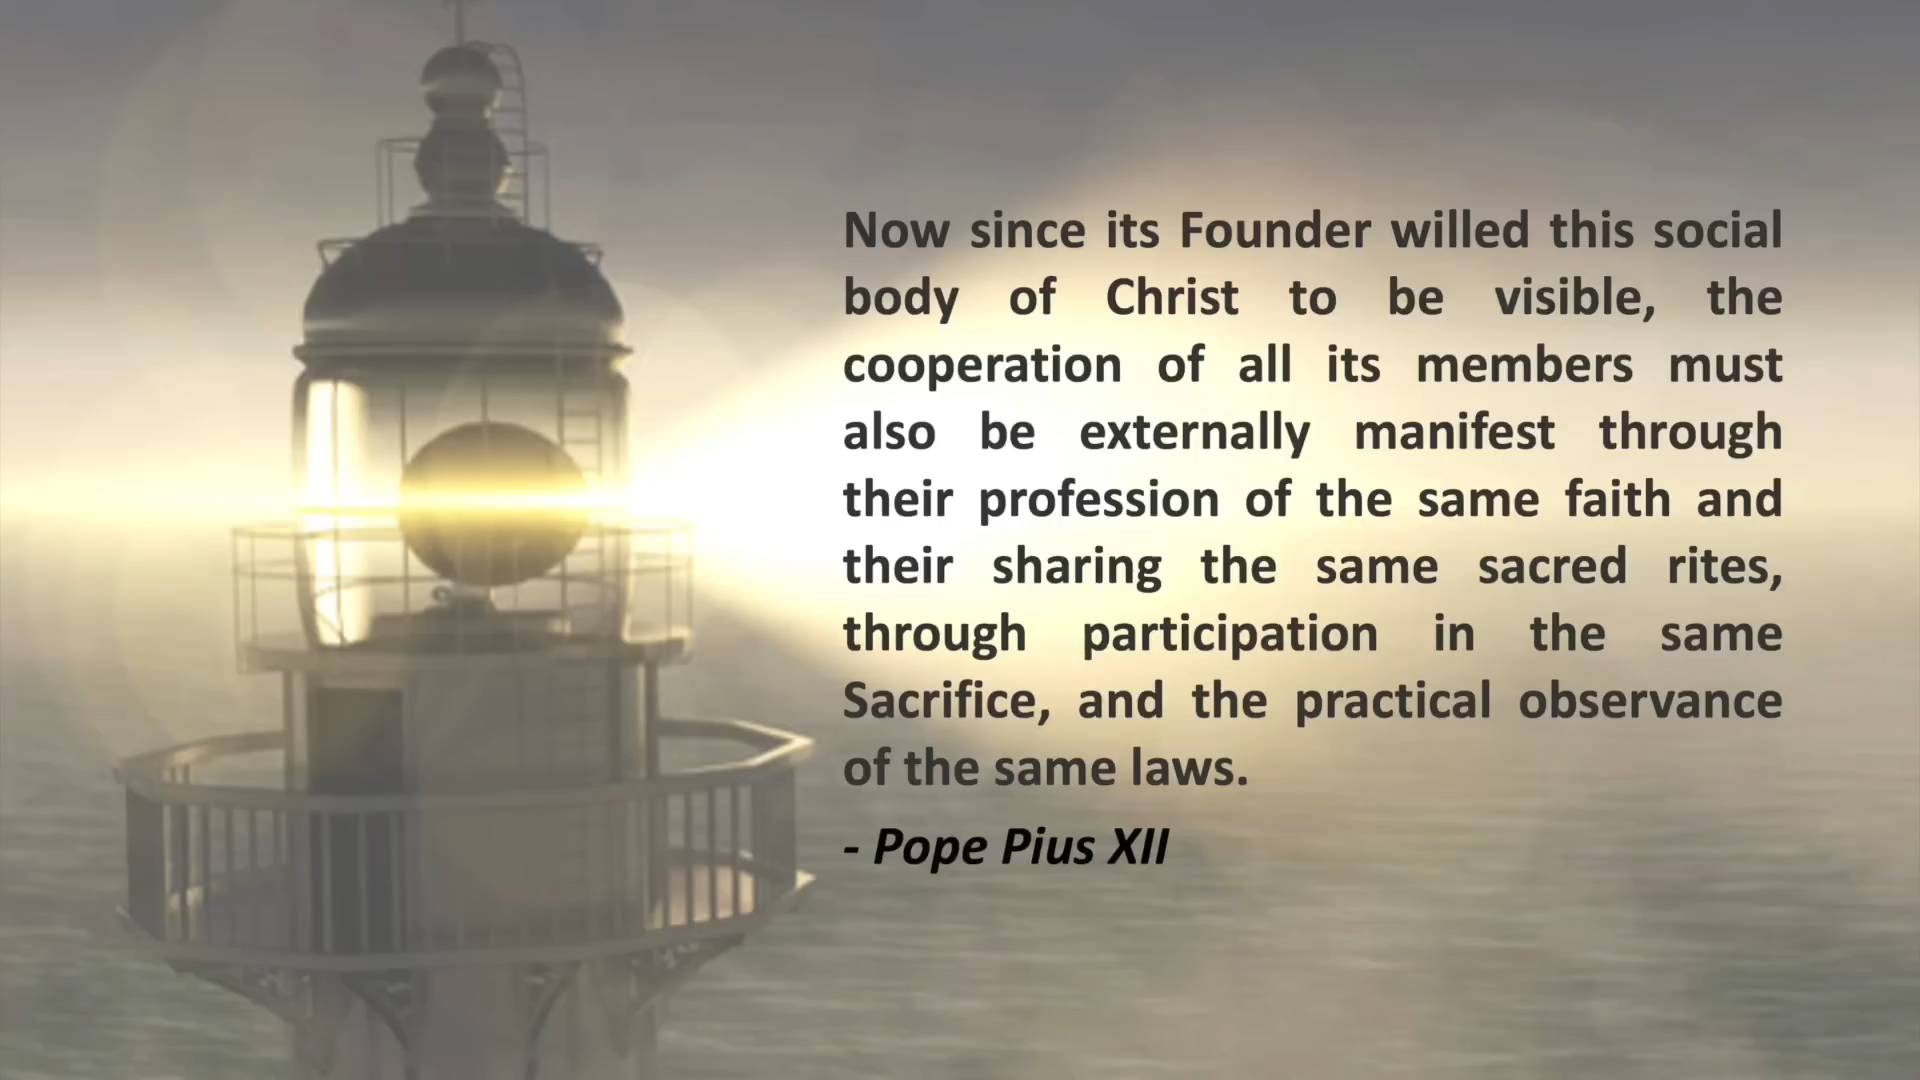 Now since its Founder willed this social
body of Christ to be visible, the
cooperation of all its members must
also be externally manifest through
their profession of the same faith and
their sharing the same sacred rites,
through participation in the same
Sacrifice, and the practical observance
of the same laws.
- Pope Pius XII